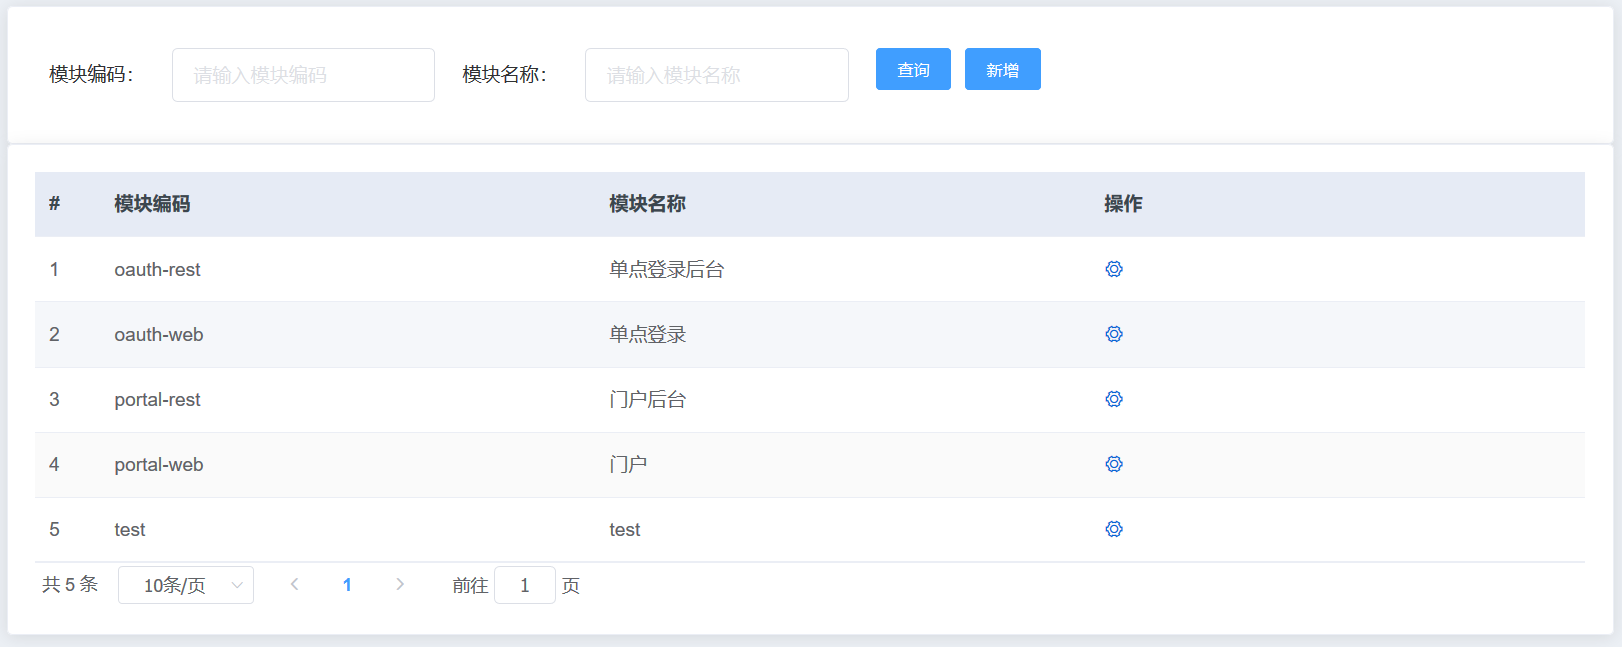 模块编码： 请输入模块编码 模块名称： 请输入模块名称 查询 新增
# 模块编码 模块名称 操作
1 oauth-rest 单点登录后台
2 oauth-web 单点登录
3 portal-rest 门户后台
4 portal-web 门户
5 test test
共 5 条 10条/页 1 前往 1 页